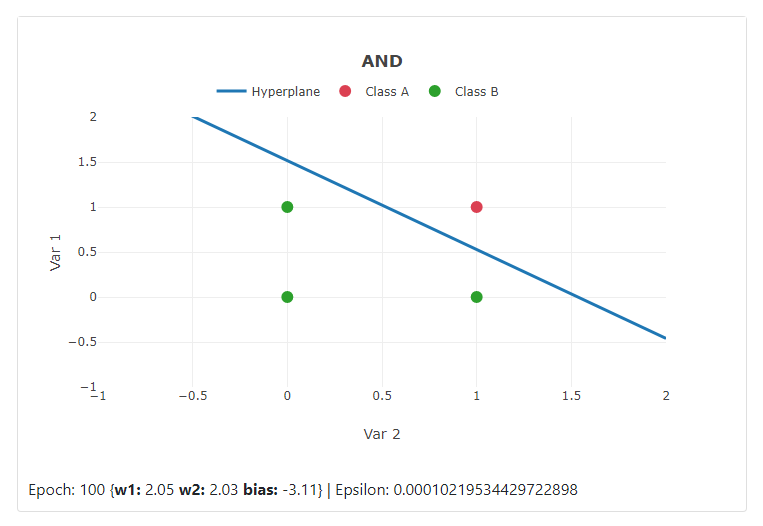 AND
Hyperplane Class A Class B
2
1.5
1
0.5
0
−0.5
−1
Var 1
−1 −0.5 0 0.5 1 1.5 2
Var 2
Epoch: 100 {w1: 2.05 w2: 2.03 bias: -3.11} | Epsilon: 0.00010219534429722898